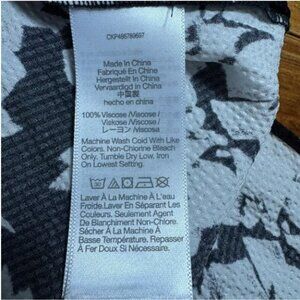 CKP486780697
Made in China
Fabriqué En Chine
Hergestellt in China
Vervaardigd in China
中国製
hecho en china
100% Viscose /Viscose/
Viskose /Viscose/
レーヨン /Viscosa
Machine Wash Cold With Like
Colors. Non-Chlorine Bleach
Only. Tumble Dry Low, Iron
On Lowest Setting.
Laver À La Machine À L'eau
Froide.Laver En Séparant Les
Couleurs. Seulement Agent
De Blanchiment Non-Chloré.
Sécher À La Machine À
Basse Température. Repasser
À Fer Doux Si Nécessaire.